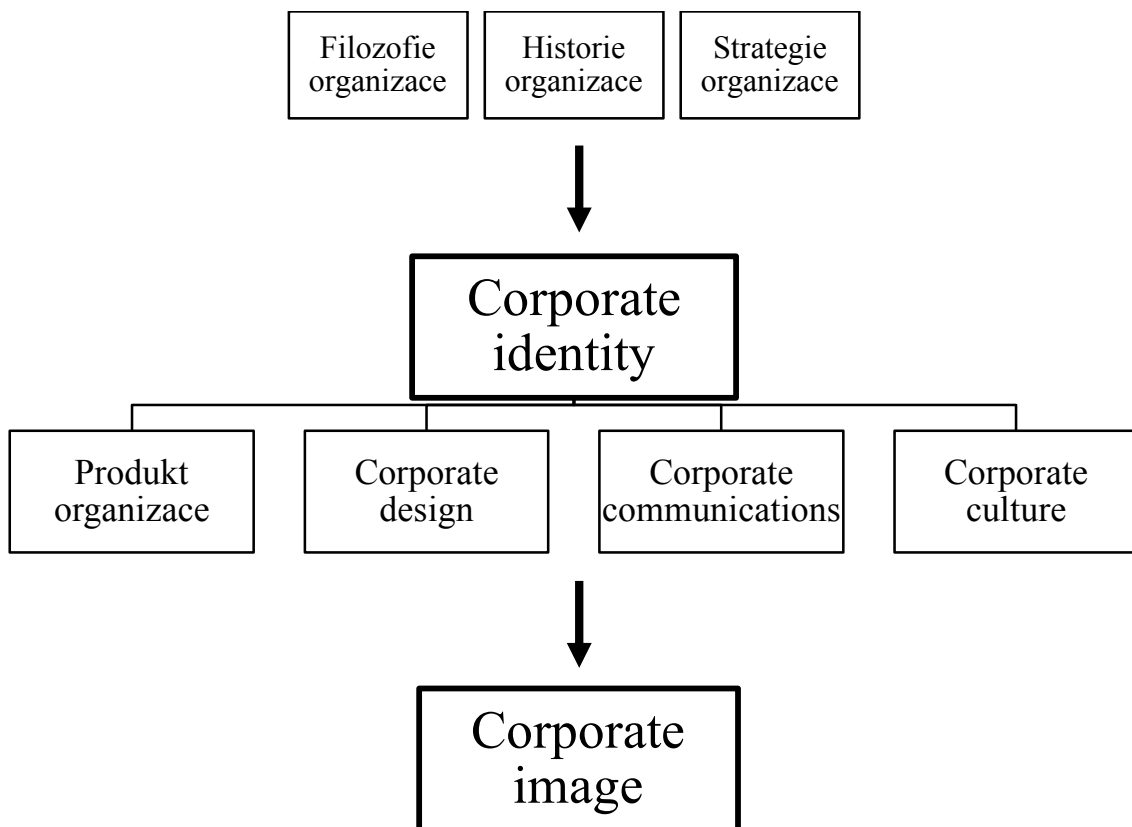 Filozofie
organizace
Historie
organizace
Strategie
organizace
Corporate
identity
Produkt
organizace
Corporate
design
Corporate
communications
Corporate
culture
Corporate
image